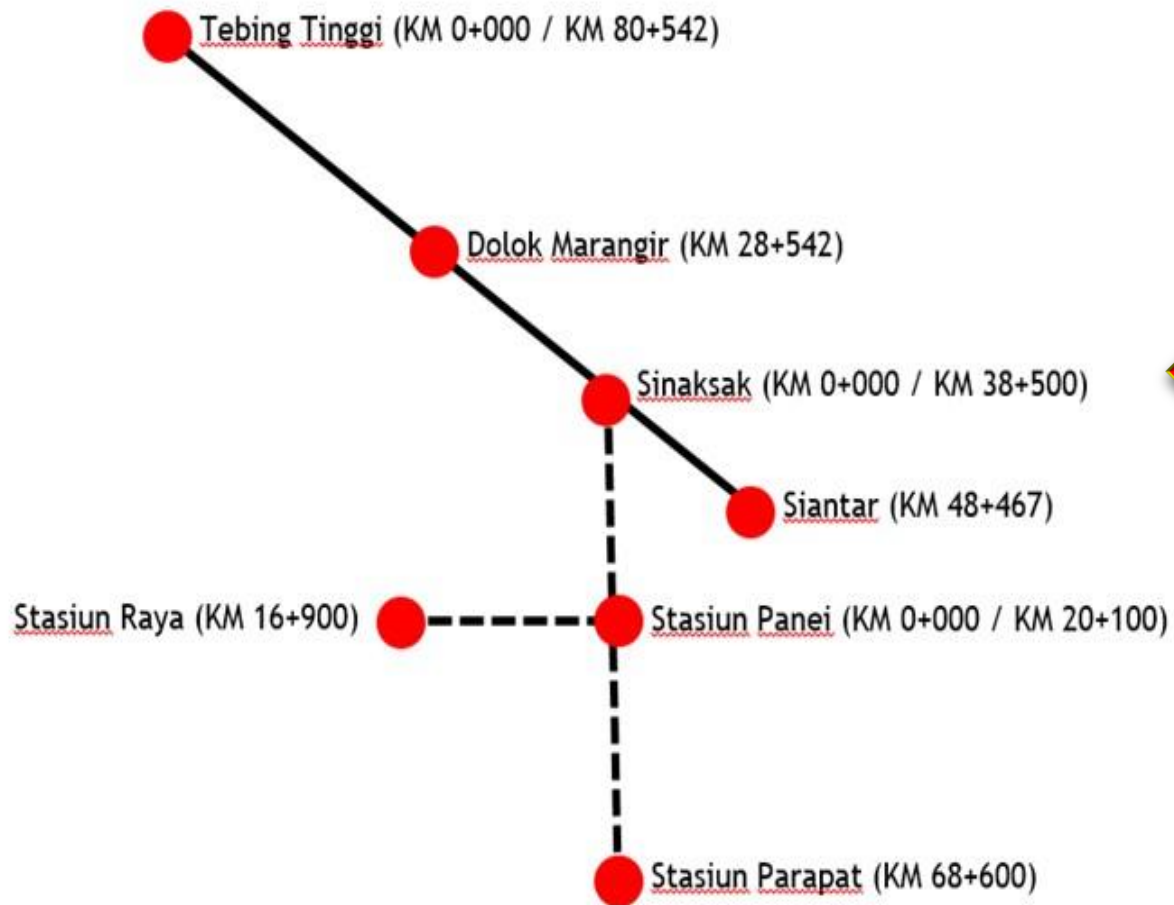 Tebing Tinggi (KM 0+000 / KM 80+542)
Dolok Marangir (KM 28+542)
Sinaksak (KM 0+000 / KM 38+500)
Siantar (KM 48+467)
Stasiun Raya (KM 16+900)
Stasiun Panei (KM 0+000 / KM 20+100)
Stasiun Parapat (KM 68+600)